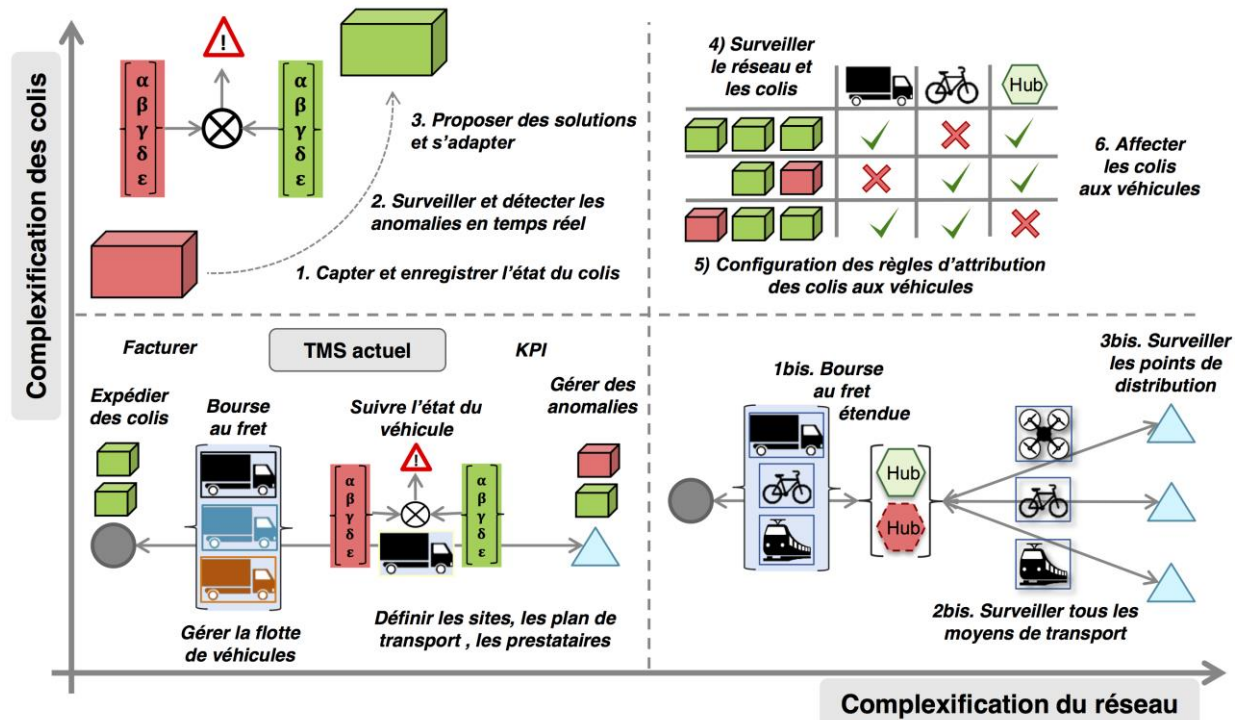 Complexification des colis
α
β
γ
δ
ε
!
α
β
γ
δ
ε
3. Proposer des solutions
et s'adapter
2. Surveiller et détecter les
anomalies en temps réel
1. Capter et enregistrer l'état du colis
4) Surveiller
le réseau et
les colis
Hub
6. Affecter
les colis
aux véhicules
5) Configuration des règles d'attribution
des colis aux véhicules
Facturer
TMS actuel
KPI
Expédier
des colis
Bourse
au fret
Suivre l'état du
véhicule
Gérer des
anomalies
!
α
β
γ
δ
ε
α
β
γ
δ
ε
Gérer la flotte
de véhicules
Définir les sites, les plan de
transport , les prestataires
1bis. Bourse
au fret
étendue
3bis. Surveiller
les points de
distribution
Hub
Hub
2bis. Surveiller tous les
moyens de transport
Complexification du réseau